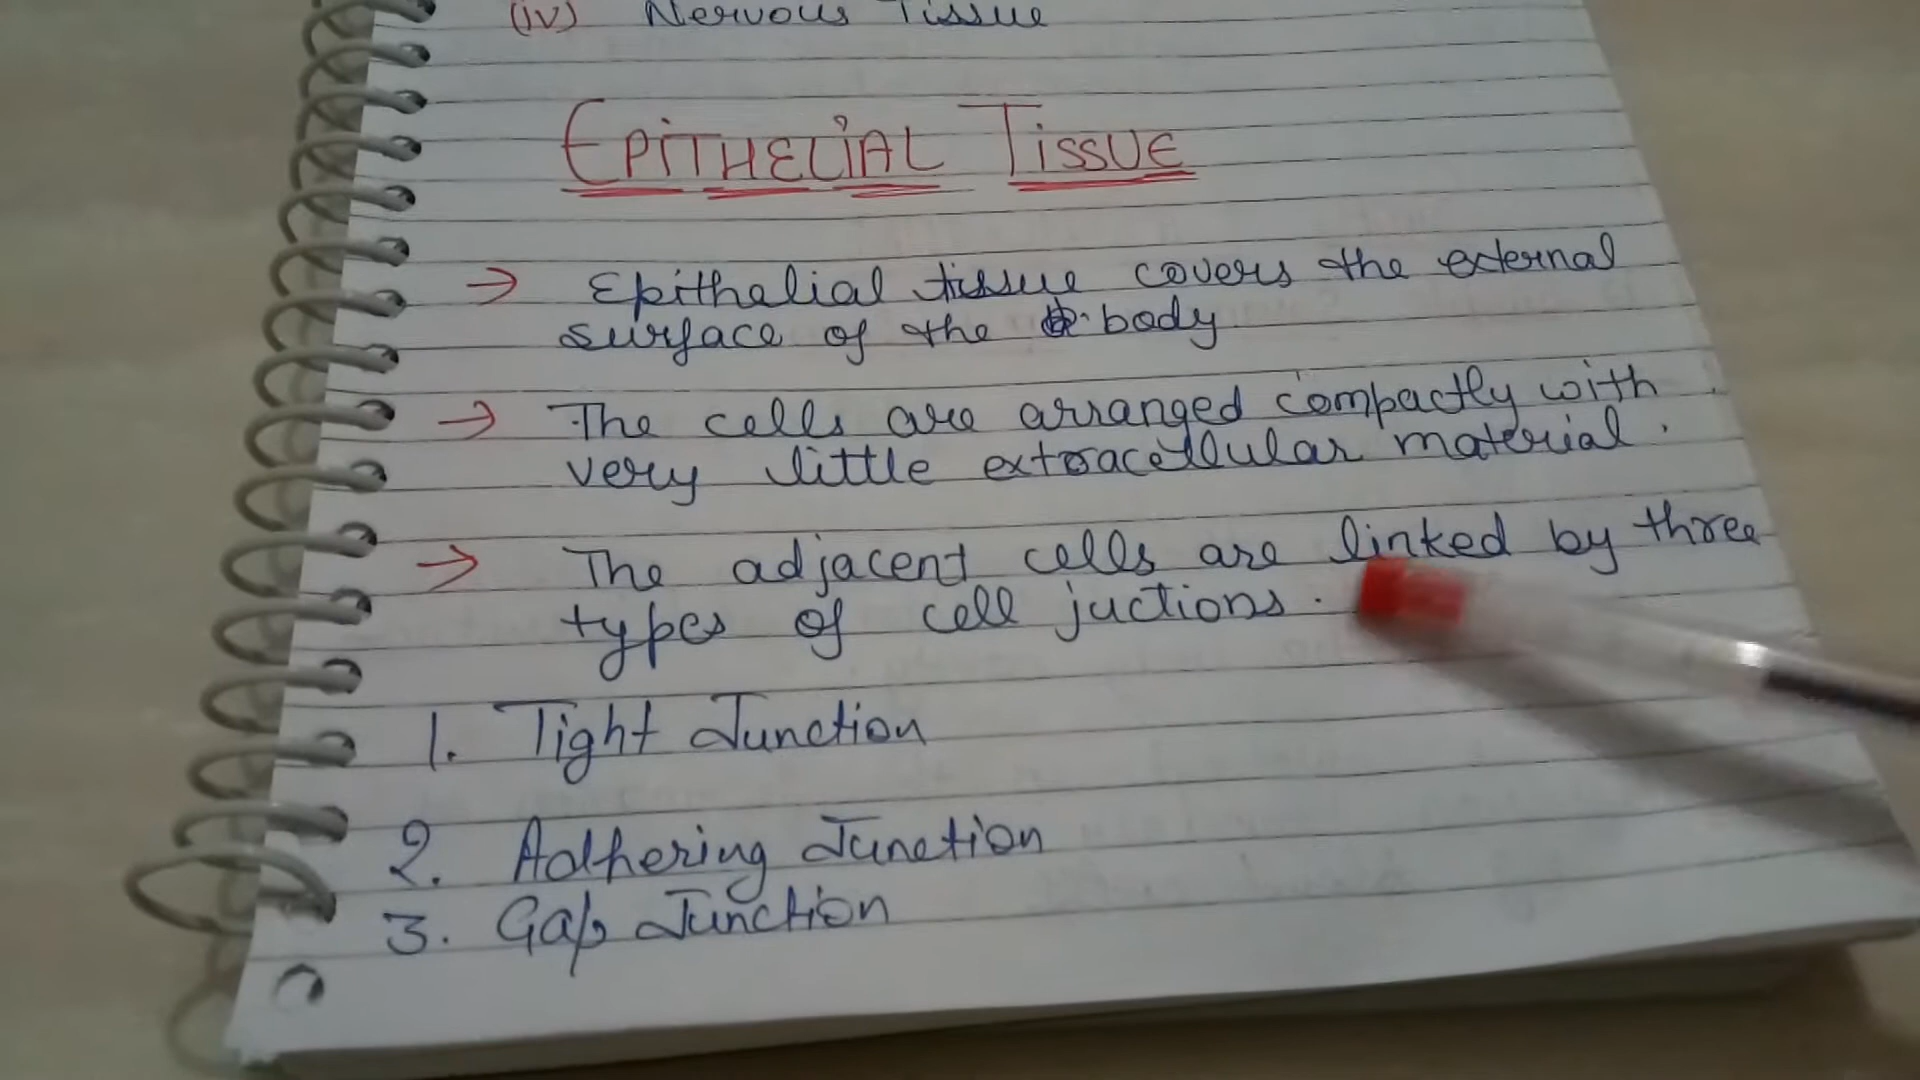 (iv) Nervous Tissue
EPITHELIAL TISSUE
→ Epithelial tissue covers the external
surface of the body
→ The cells are arranged compactly with
very little extracellular material.
→ The adjacent cells are linked by three
types of cell juctions.
1. Tight Junction
2. Adhering Junction
3. Gap Junction